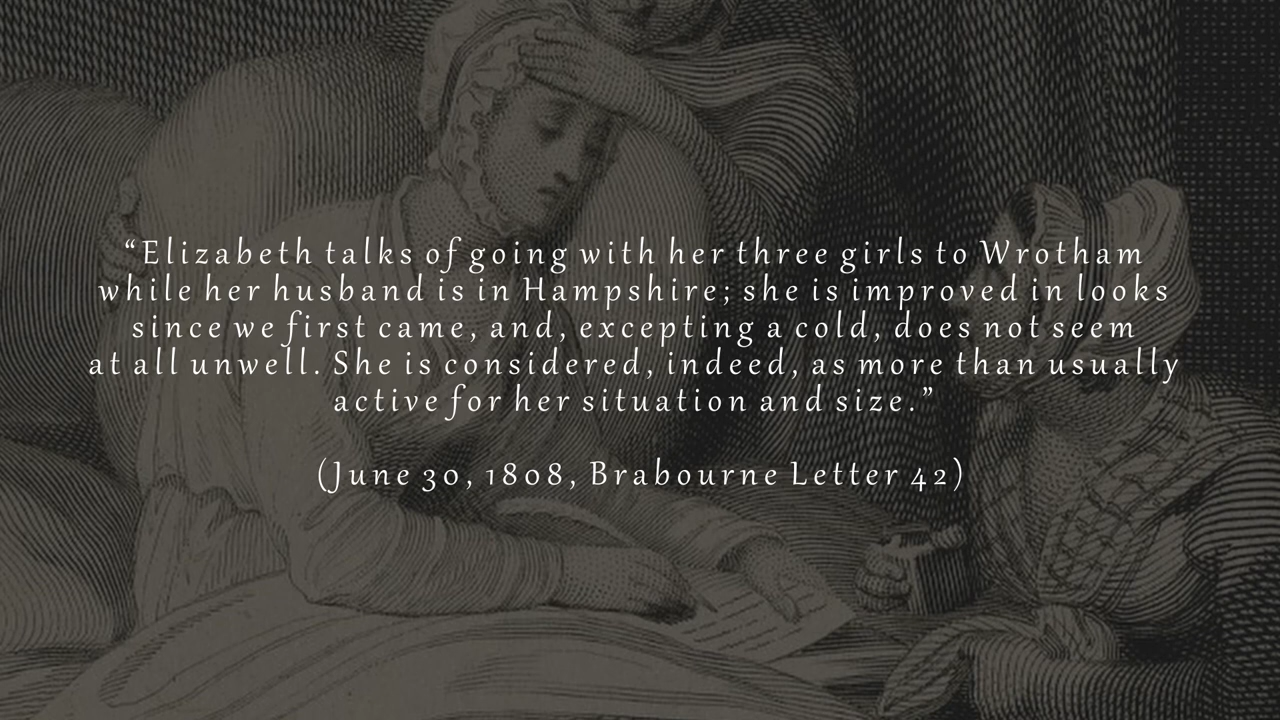 “Elizabeth talks of going with her three girls to Wrotham
while her husband is in Hampshire; she is improved in looks
since we first came, and, excepting a cold, does not seem
at all unwell. She is considered, indeed, as more than usually
active for her situation and size.”
(June 30, 1808, Brabourne Letter 42)